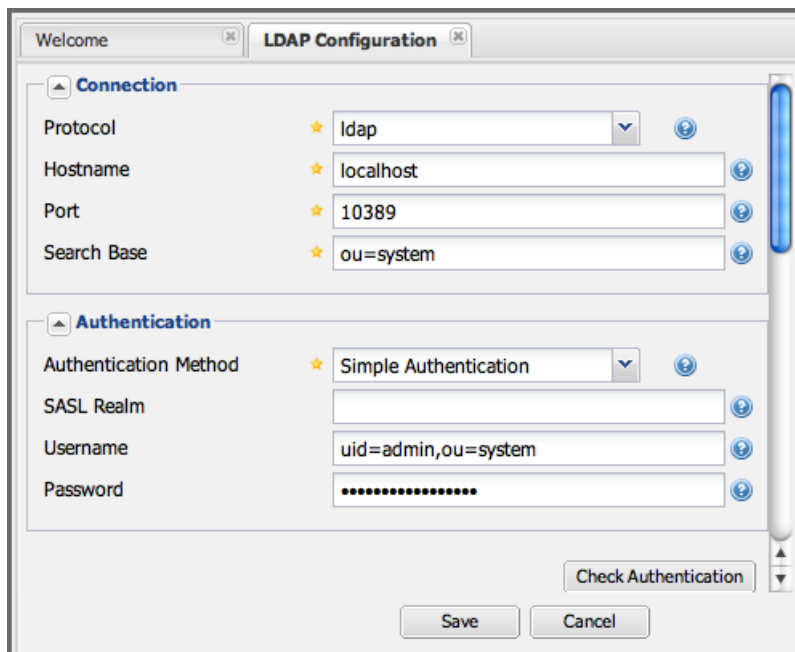 Welcome LDAP Configuration
Connection
Protocol ldap
Hostname localhost
Port 10389
Search Base ou=system
Authentication
Authentication Method Simple Authentication
SASL Realm
Username uid=admin,ou=system
Password •••••••••••••••••
Check Authentication
Save Cancel